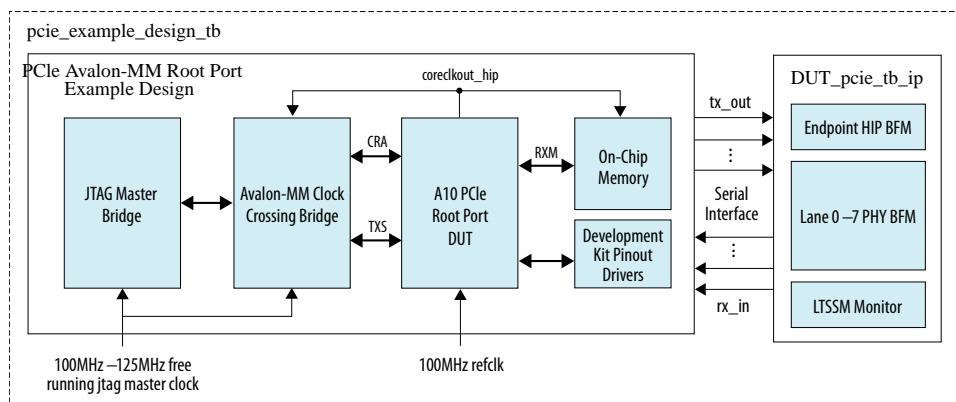 pcie_example_design_tb
PCIe Avalon-MM Root Port
Example Design
coreclkout_hip
JTAG Master
Bridge
Avalon-MM Clock
Crossing Bridge
CRA
TXS
A10 PCIe
Root Port
DUT
RXM
On-Chip
Memory
Development
Kit Pinout
Drivers
100MHz –125MHz free
running jtag master clock
100MHz refclk
tx_out
Serial
Interface
rx_in
DUT_pcie_tb_ip
Endpoint HIP BFM
Lane 0 –7 PHY BFM
LTSSM Monitor